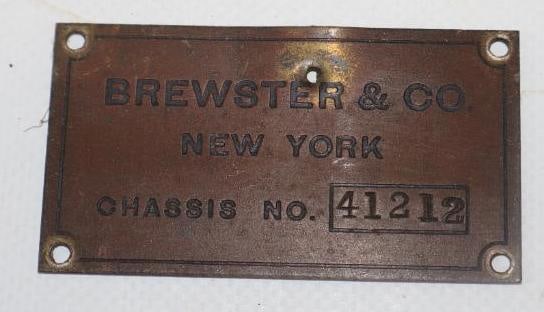 BREWSTER & CO.
NEW YORK
CHASSIS NO. 41212